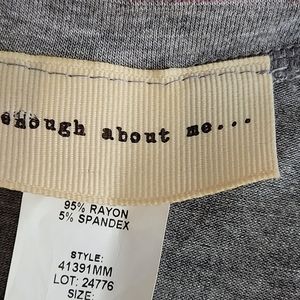 enough about me...
95% RAYON
5% SPANDEX
STYLE:
41391MM
LOT: 24776
SIZE: